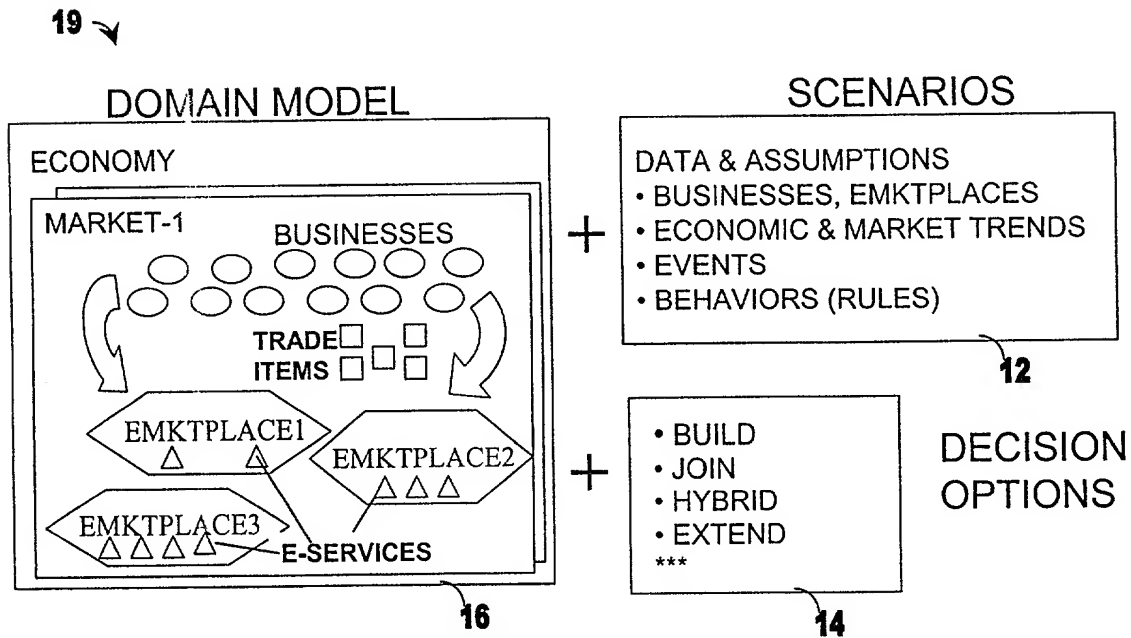 19
DOMAIN MODEL
ECONOMY
MARKET-1
BUSINESSES
TRADE
ITEMS
EMKTPLACE1
EMKTPLACE2
EMKTPLACE3
E-SERVICES
16
+
SCENARIOS
DATA & ASSUMPTIONS
• BUSINESSES, EMKTPLACES
• ECONOMIC & MARKET TRENDS
• EVENTS
• BEHAVIORS (RULES)
12
+
• BUILD
• JOIN
• HYBRID
• EXTEND
***
14
DECISION
OPTIONS